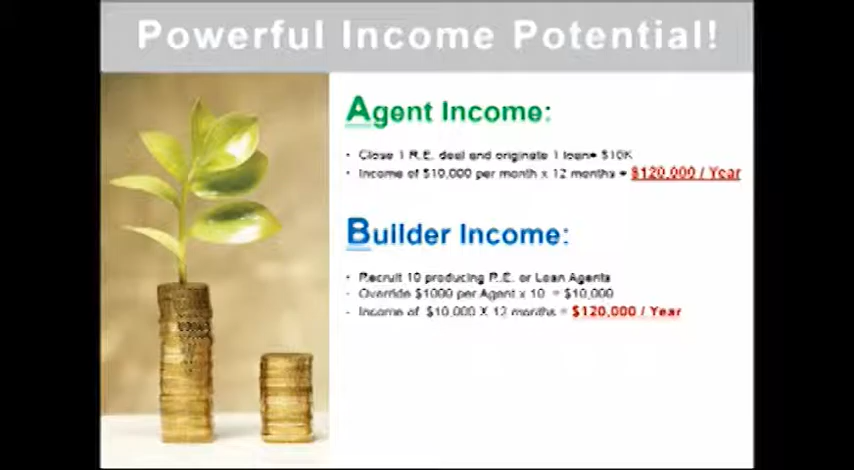 Powerful Income Potential!
Agent Income:
• Close 1 R.E. deal and originate 1 loan= $10K
• Income of $10,000 per month x 12 months = $120,000 / Year
Builder Income:
• Recruit 10 producing R.E. or Loan Agents
• Override $1000 per Agent x 10 = $10,000
• Income of $10,000 X 12 months = $120,000 / Year